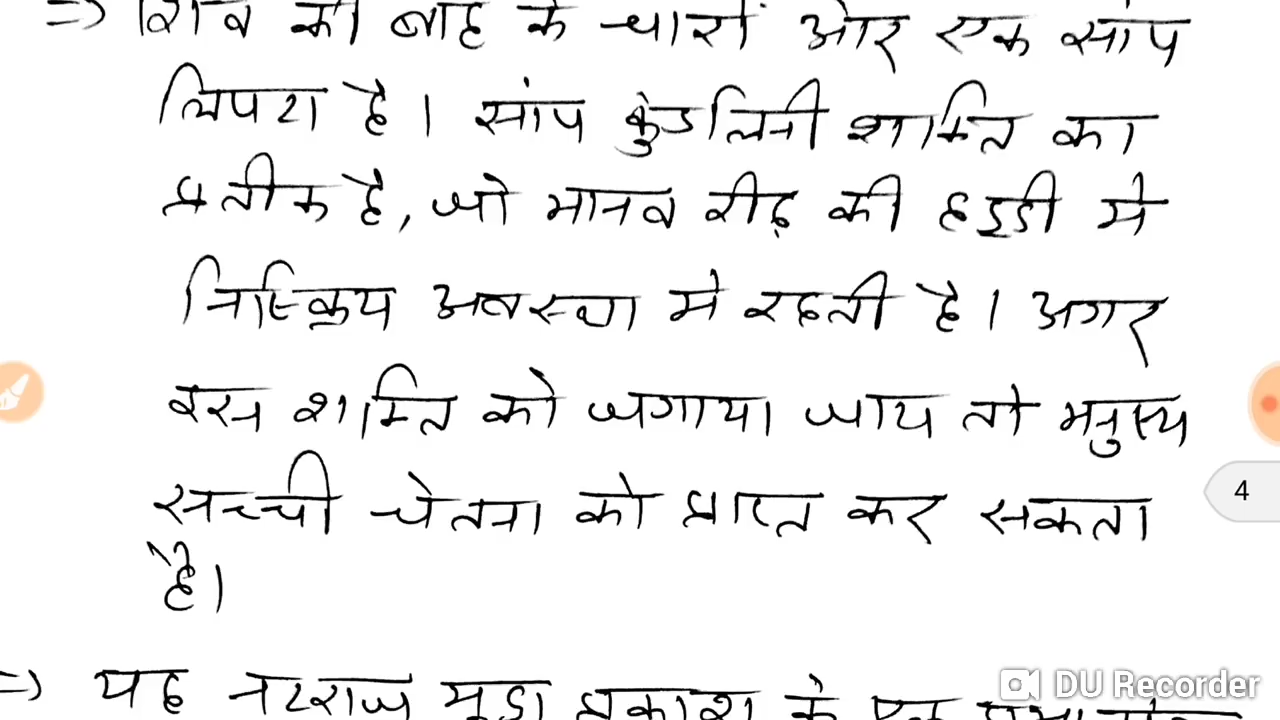 => शिव की बाह के चारों ओर एक सांप
लिपटा है। सांप कुंडलिनी शक्ति का
प्रतीक है, जो मानव रीढ़ की हड्डी मे
निष्क्रिय अवस्था मे रहती है। अगर
इस शक्ति को जगाया जाय तो मनुष्य
सच्ची चेतना को प्राप्त कर सकता
है।
4
=> यह नटराज मुद्रा प्रकाश के एक
DU Recorder